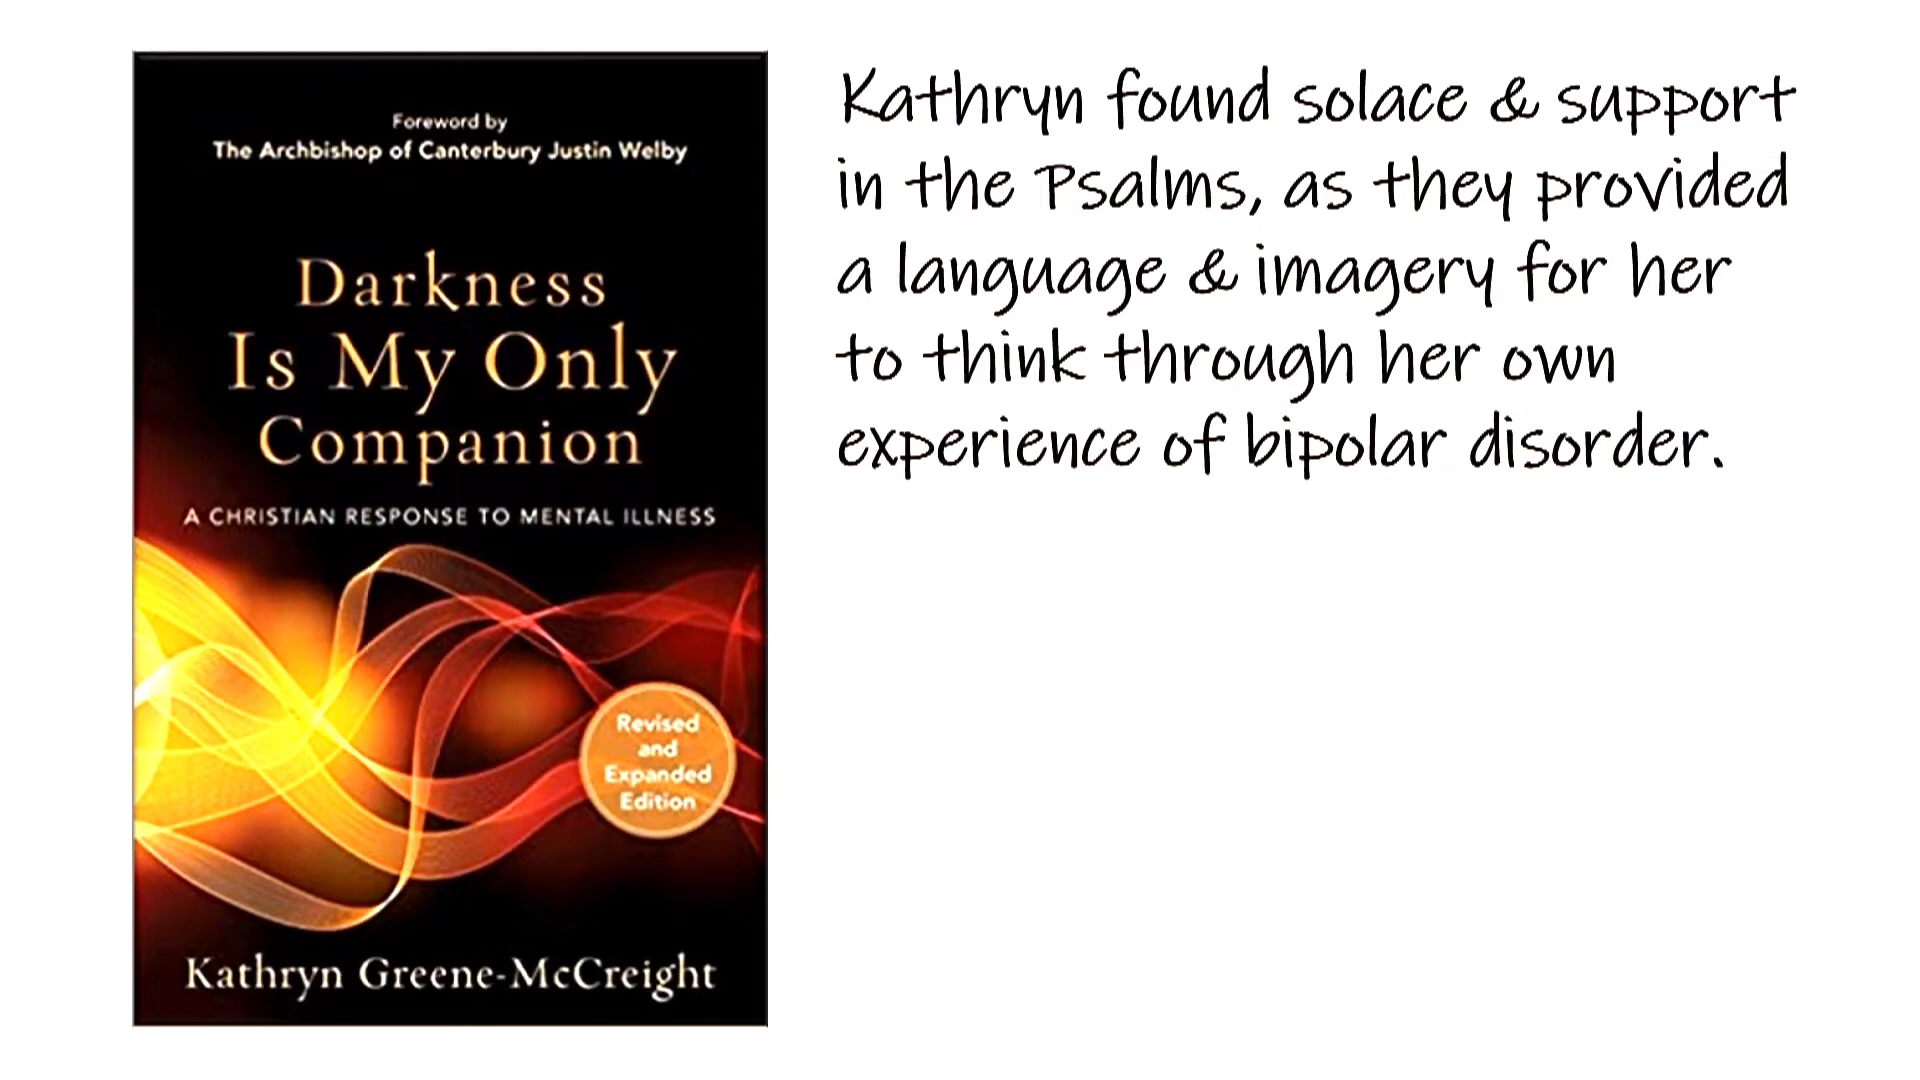 Foreword by
The Archbishop of Canterbury Justin Welby
Darkness
Is My Only
Companion
A CHRISTIAN RESPONSE TO MENTAL ILLNESS
Revised
and
Expanded
Edition
Kathryn Greene-McCreight
Kathryn found solace & support
in the Psalms, as they provided
a language & imagery for her
to think through her own
experience of bipolar disorder.